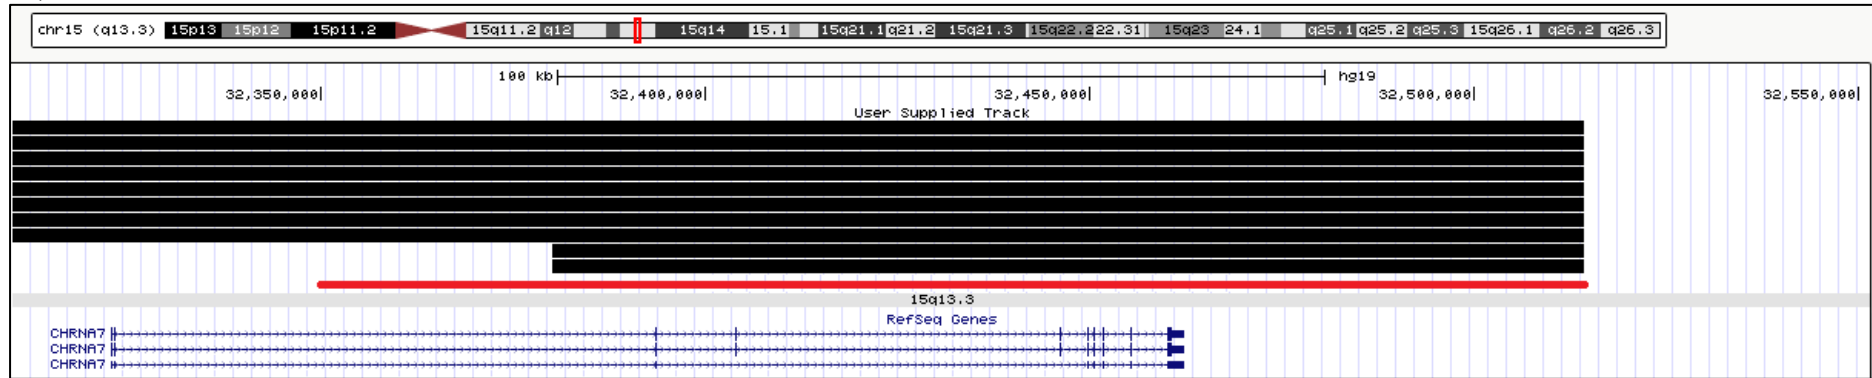 chr15 (q13.3) 15p13 15p12 15p11.2 15q11.2 q12 15q14 15.1 15q21.1 q21.2 15q21.3 15q22.2 22.31 15q23 24.1 q25.1 q25.2 q25.3 15q26.1 q26.2 q26.3
100 kb hg19
32,350,000 32,400,000 32,450,000 32,500,000 32,550,000
User Supplied Track
15q13.3
RefSeq Genes
CHRNA7
CHRNA7
CHRNA7